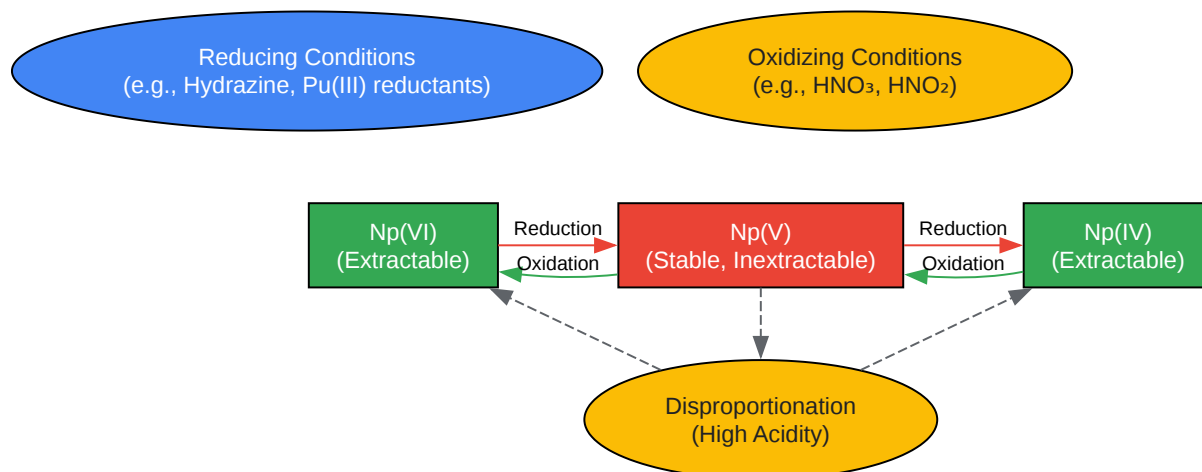 Reducing Conditions
(e.g., Hydrazine, Pu(III) reductants)
Oxidizing Conditions
(e.g., HNO₃, HNO₂)
Np(VI)
(Extractable)
Reduction
Oxidation
Np(V)
(Stable, Inextractable)
Reduction
Oxidation
Np(IV)
(Extractable)
Disproportionation
(High Acidity)